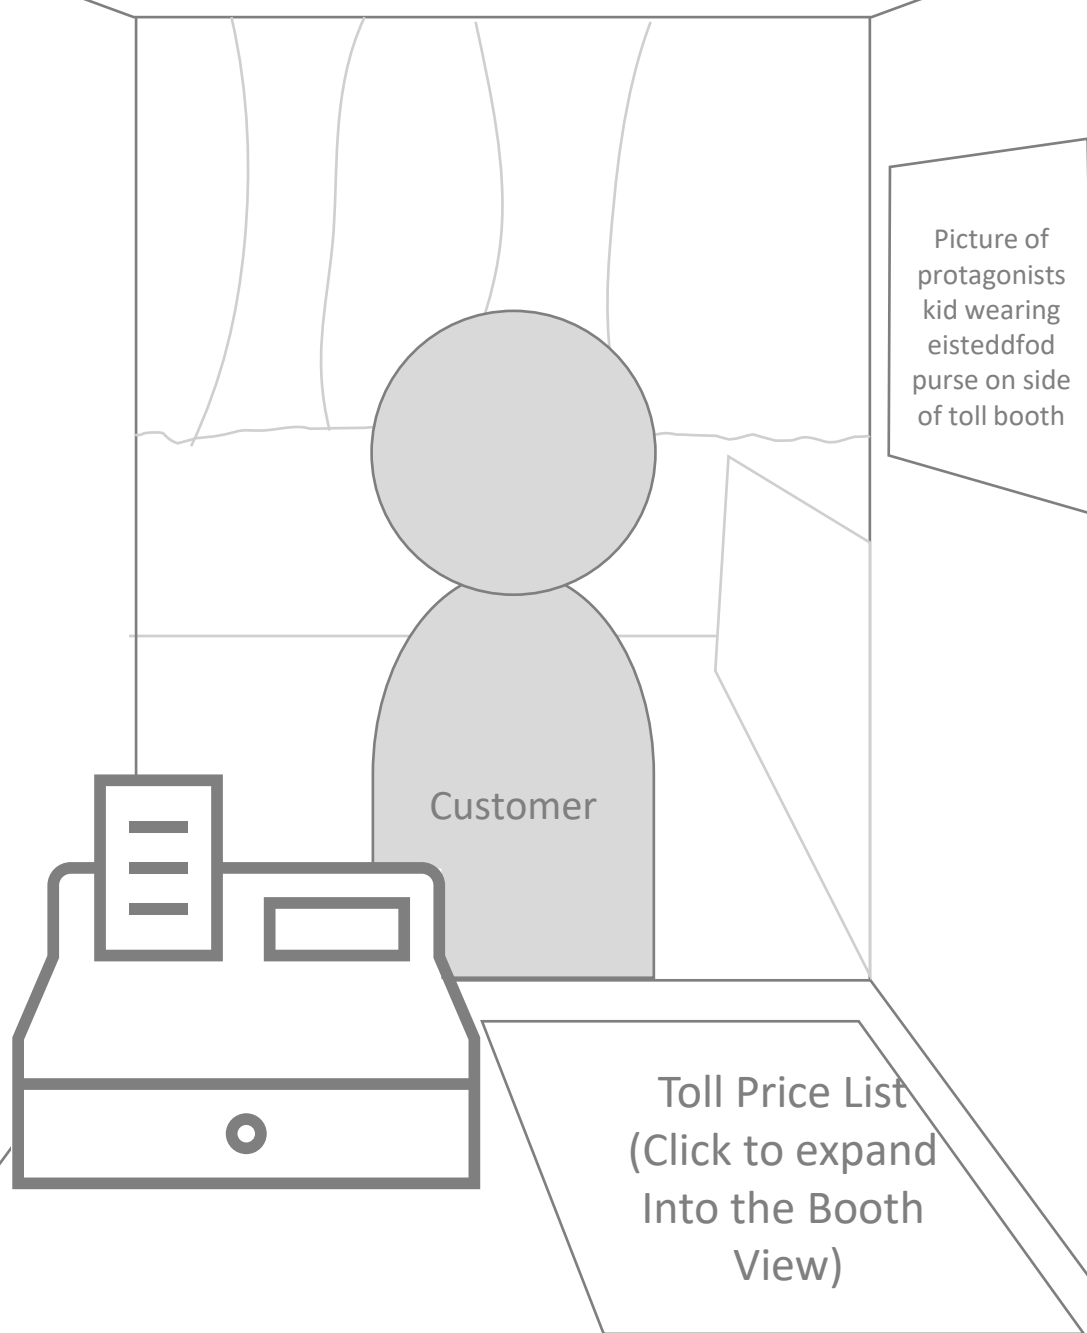 Picture of
protagonists
kid wearing
eisteddfod
purse on side
of toll booth
Customer
Toll Price List
(Click to expand
Into the Booth
View)